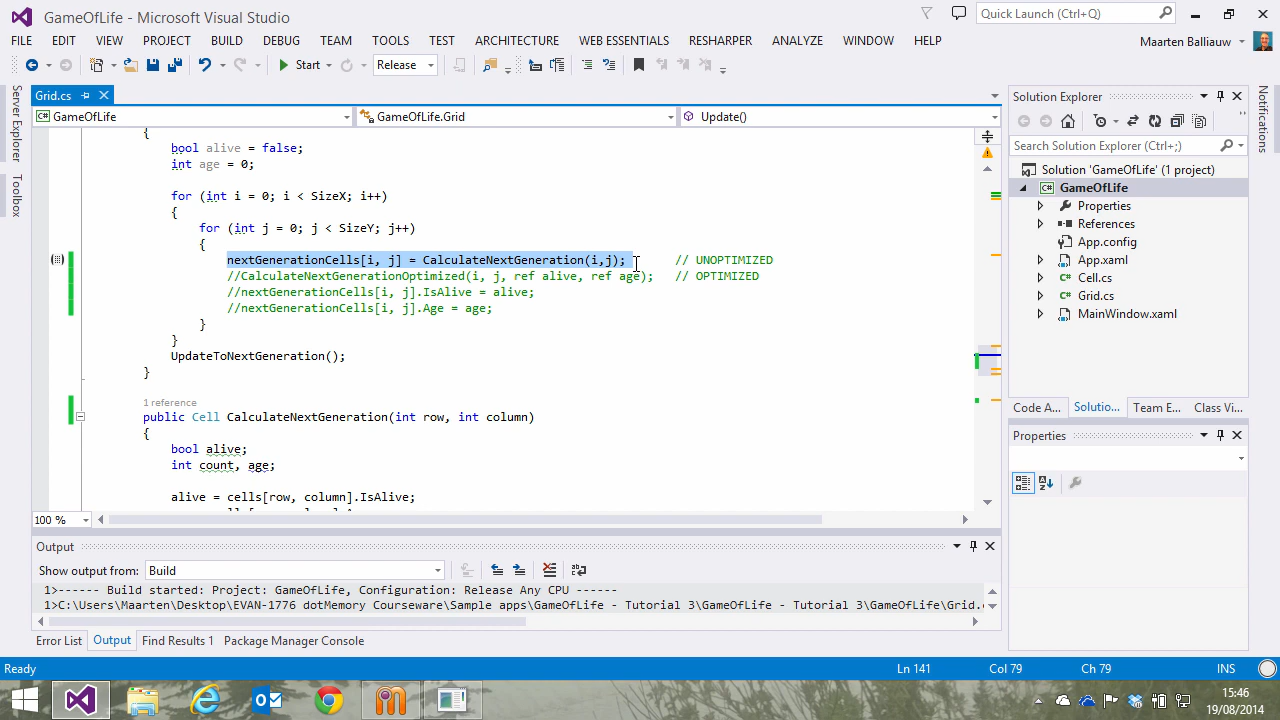 GameOfLife - Microsoft Visual Studio
Quick Launch (Ctrl+Q)
FILE EDIT VIEW PROJECT BUILD DEBUG TEAM TOOLS TEST ARCHITECTURE WEB ESSENTIALS RESHARPER ANALYZE WINDOW HELP
Maarten Balliauw
Start
Release
Server Explorer
Toolbox
Grid.cs
GameOfLife
GameOfLife.Grid
Update()
{
bool alive = false;
int age = 0;
for (int i = 0; i < SizeX; i++)
{
for (int j = 0; j < SizeY; j++)
{
nextGenerationCells[i, j] = CalculateNextGeneration(i,j); // UNOPTIMIZED
//CalculateNextGenerationOptimized(i, j, ref alive, ref age); // OPTIMIZED
//nextGenerationCells[i, j].IsAlive = alive;
//nextGenerationCells[i, j].Age = age;
}
}
UpdateToNextGeneration();
}
1 reference
public Cell CalculateNextGeneration(int row, int column)
{
bool alive;
int count, age;
alive = cells[row, column].IsAlive;
100 %
Output
Show output from: Build
1>------ Build started: Project: GameOfLife, Configuration: Release Any CPU ------
1>C:\Users\Maarten\Desktop\EVAN-1776 dotMemory Courseware\Sample apps\GameOfLife - Tutorial 3\GameOfLife - Tutorial 3\GameOfLife\Grid.
Error List Output Find Results 1 Package Manager Console
Solution Explorer
Search Solution Explorer (Ctrl+;)
Solution 'GameOfLife' (1 project)
GameOfLife
Properties
References
App.config
App.xaml
Cell.cs
Grid.cs
MainWindow.xaml
Code A... Solutio... Team E... Class Vi...
Properties
Notifications
Ready
Ln 141
Col 79
Ch 79
INS
15:46
19/08/2014